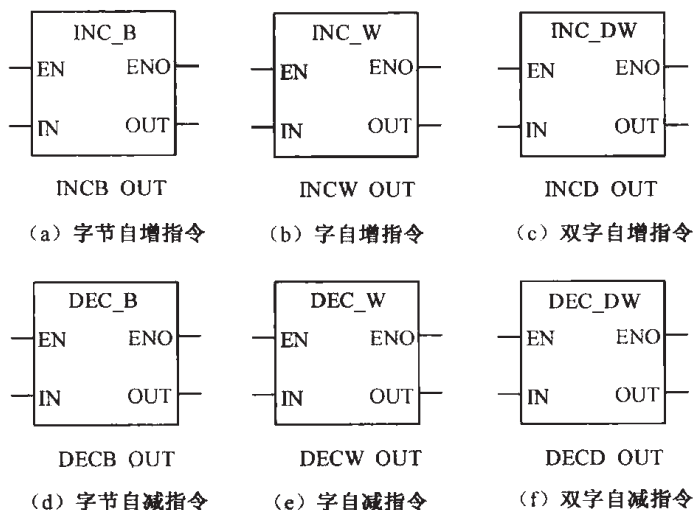 INC_B INC_W INC_DW
EN ENO EN ENO EN ENO
IN OUT IN OUT IN OUT
INCB OUT INCW OUT INCD OUT
(a) 字节自增指令 (b) 字自增指令 (c) 双字自增指令
DEC_B DEC_W DEC_DW
EN ENO EN ENO EN ENO
IN OUT IN OUT IN OUT
DECB OUT DECW OUT DECD OUT
(d) 字节自减指令 (e) 字自减指令 (f) 双字自减指令